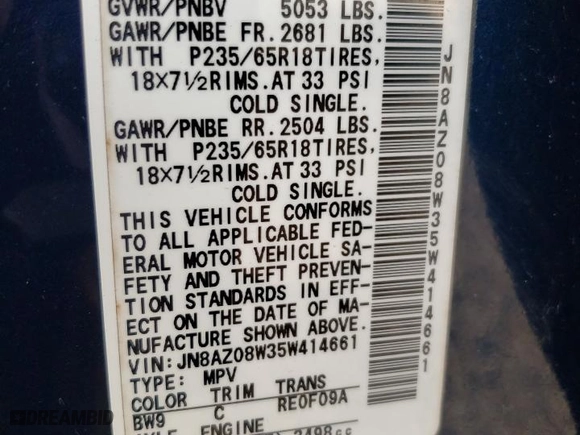 GVWR/PNBV 5053 LBS.
GAWR/PNBE FR. 2681 LBS.
WITH P235/65R18TIRES,
18×7½RIMS. AT 33 PSI
COLD SINGLE.
GAWR/PNBE RR. 2504 LBS.
WITH P235/65R18TIRES,
18×7½RIMS. AT 33 PSI
COLD SINGLE.
THIS VEHICLE CONFORMS
TO ALL APPLICABLE FED-
ERAL MOTOR VEHICLE SA-
FETY AND THEFT PREVEN-
TION STANDARDS IN EFF-
ECT ON THE DATE OF MA-
NUFACTURE SHOWN ABOVE.
VIN:JN8AZ08W35W414661
TYPE: MPV
COLOR TRIM TRANS
BW9 C RE0F09A
AXLE ENGINE
3498cc
JN8AZ08W35W414661
DREAMBID